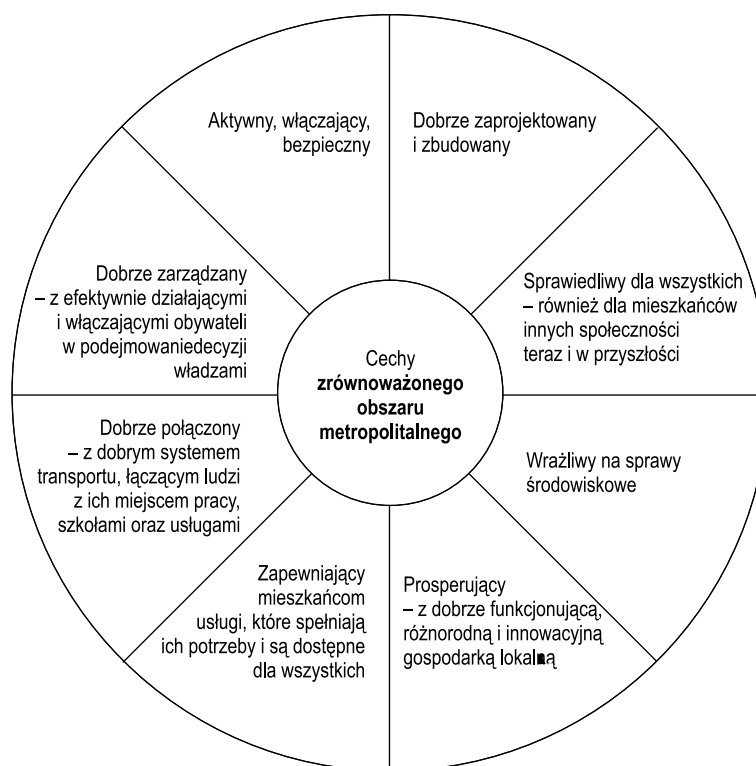 Aktywny, włączający,
bezpieczny
Dobrze zaprojektowany
i zbudowany
Sprawiedliwy dla wszystkich
– również dla mieszkańców
innych społeczności
teraz i w przyszłości
Wrażliwy na sprawy
środowiskowe
Prosperujący
– z dobrze funkcjonującą,
różnorodną i innowacyjną
gospodarką lokalną
Zapewniający
mieszkańcom
usługi, które spełniają
ich potrzeby i są dostępne
dla wszystkich
Dobrze połączony
– z dobrym systemem
transportu, łączącym ludzi
z ich miejscem pracy,
szkołami oraz usługami
Dobrze zarządzany
– z efektywnie działającymi
i włączającymi obywateli
w podejmowaniedecyzji
władzami
Cechy
zrównoważonego
obszaru
metropolitalnego